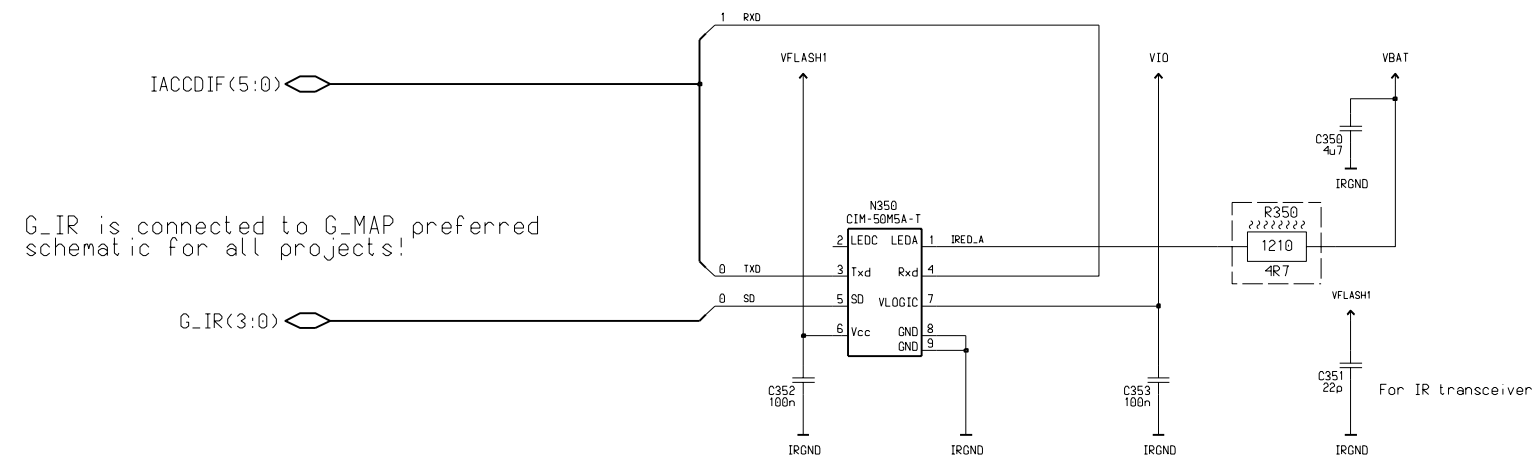 1 RXD
VFLASH1
VIO
VBAT
IACCDIF(5:0)
C350
4u7
IRGND
G_IR is connected to G_MAP preferred
schematic for all projects!
N350
CIM-50M5A-T
R350
1210
4R7
2 LEDC LEDA 1 IRED_A
0 TXD 3 Txd Rxd 4
0 SD 5 SD VLOGIC 7
G_IR(3:0)
6 Vcc GND 8
GND 9
VFLASH1
C352
100n
C353
100n
C351
22p
For IR transceiver
IRGND
IRGND
IRGND
IRGND